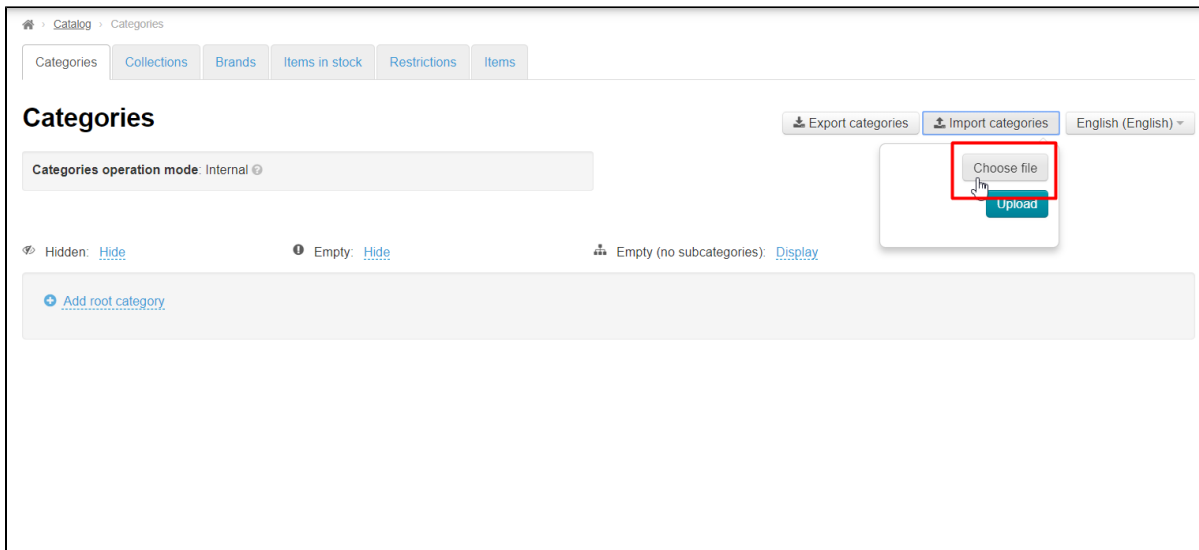 Catalog › Categories
Categories Collections Brands Items in stock Restrictions Items
Categories
Export categories Import categories English (English)
Categories operation mode: Internal
Choose file
Upload
Hidden: Hide Empty: Hide Empty (no subcategories): Display
Add root category